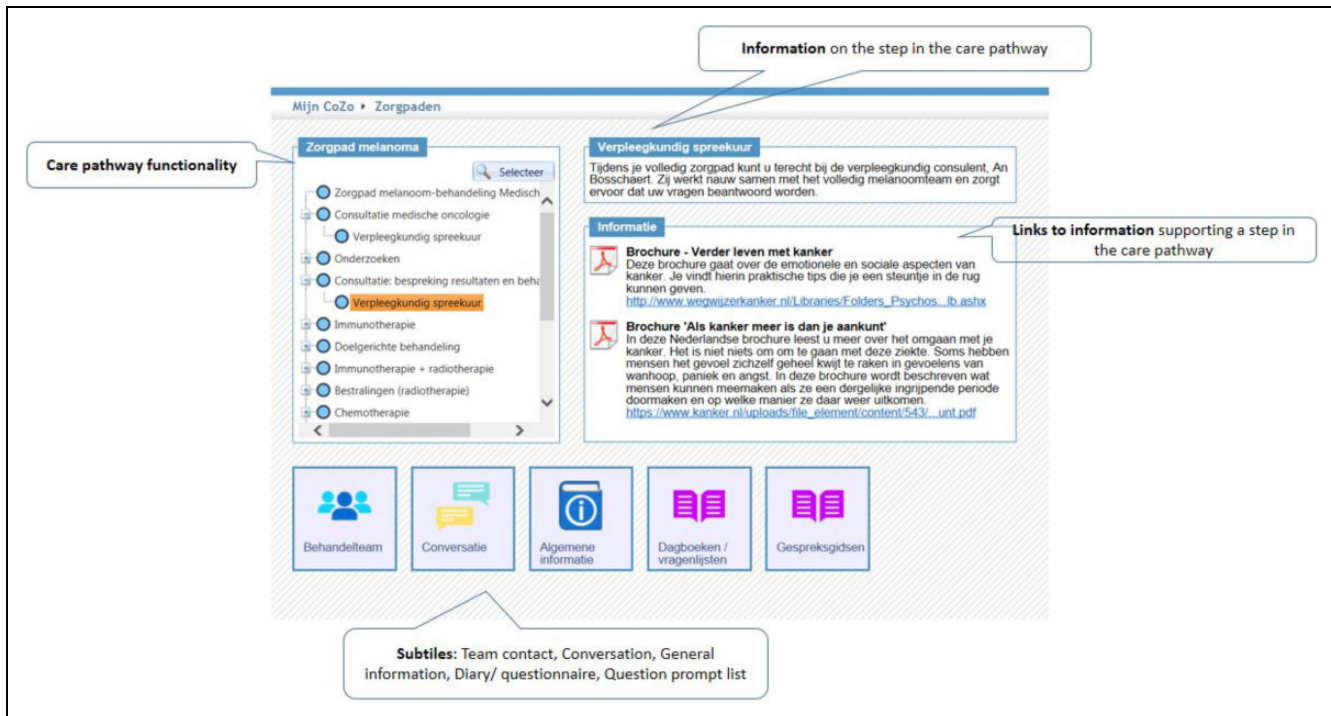 Information on the step in the care pathway
Mijn CoZo ▸ Zorgpaden
Care pathway functionality
Zorgpad melanoma
Selecteer
Zorgpad melanoom-behandeling Medisch
Consultatie medische oncologie
Verpleegkundig spreekuur
Onderzoeken
Consultatie: bespreking resultaten en beha
Verpleegkundig spreekuur
Immunotherapie
Doelgerichte behandeling
Immunotherapie + radiotherapie
Bestralingen (radiotherapie)
Chemotherapie
Verpleegkundig spreekuur
Tijdens je volledig zorgpad kunt u terecht bij de verpleegkundig consulent, An
Bosschaert. Zij werkt nauw samen met het volledig melanoomteam en zorgt
ervoor dat uw vragen beantwoord worden.
Informatie
Links to information supporting a step in
the care pathway
Brochure - Verder leven met kanker
Deze brochure gaat over de emotionele en sociale aspecten van
kanker. Je vindt hierin praktische tips die je een steuntje in de rug
kunnen geven.
http://www.wegwijzerkanker.nl/Libraries/Folders_Psychos...lb.ashx
Brochure 'Als kanker meer is dan je aankunt'
In deze Nederlandse brochure leest u meer over het omgaan met je
kanker. Het is niet niets om om te gaan met deze ziekte. Soms hebben
mensen het gevoel zichzelf geheel kwijt te raken in gevoelens van
wanhoop, paniek en angst. In deze brochure wordt beschreven wat
mensen kunnen meemaken als ze een dergelijke ingrijpende periode
doormaken en op welke manier ze daar weer uitkomen.
https://www.kanker.nl/uploads/file_element/content/543/...unt.pdf
Behandelteam
Conversatie
Algemene
informatie
Dagboeken /
vragenlijsten
Gespreksgidsen
Subtiles: Team contact, Conversation, General
information, Diary/ questionnaire, Question prompt list